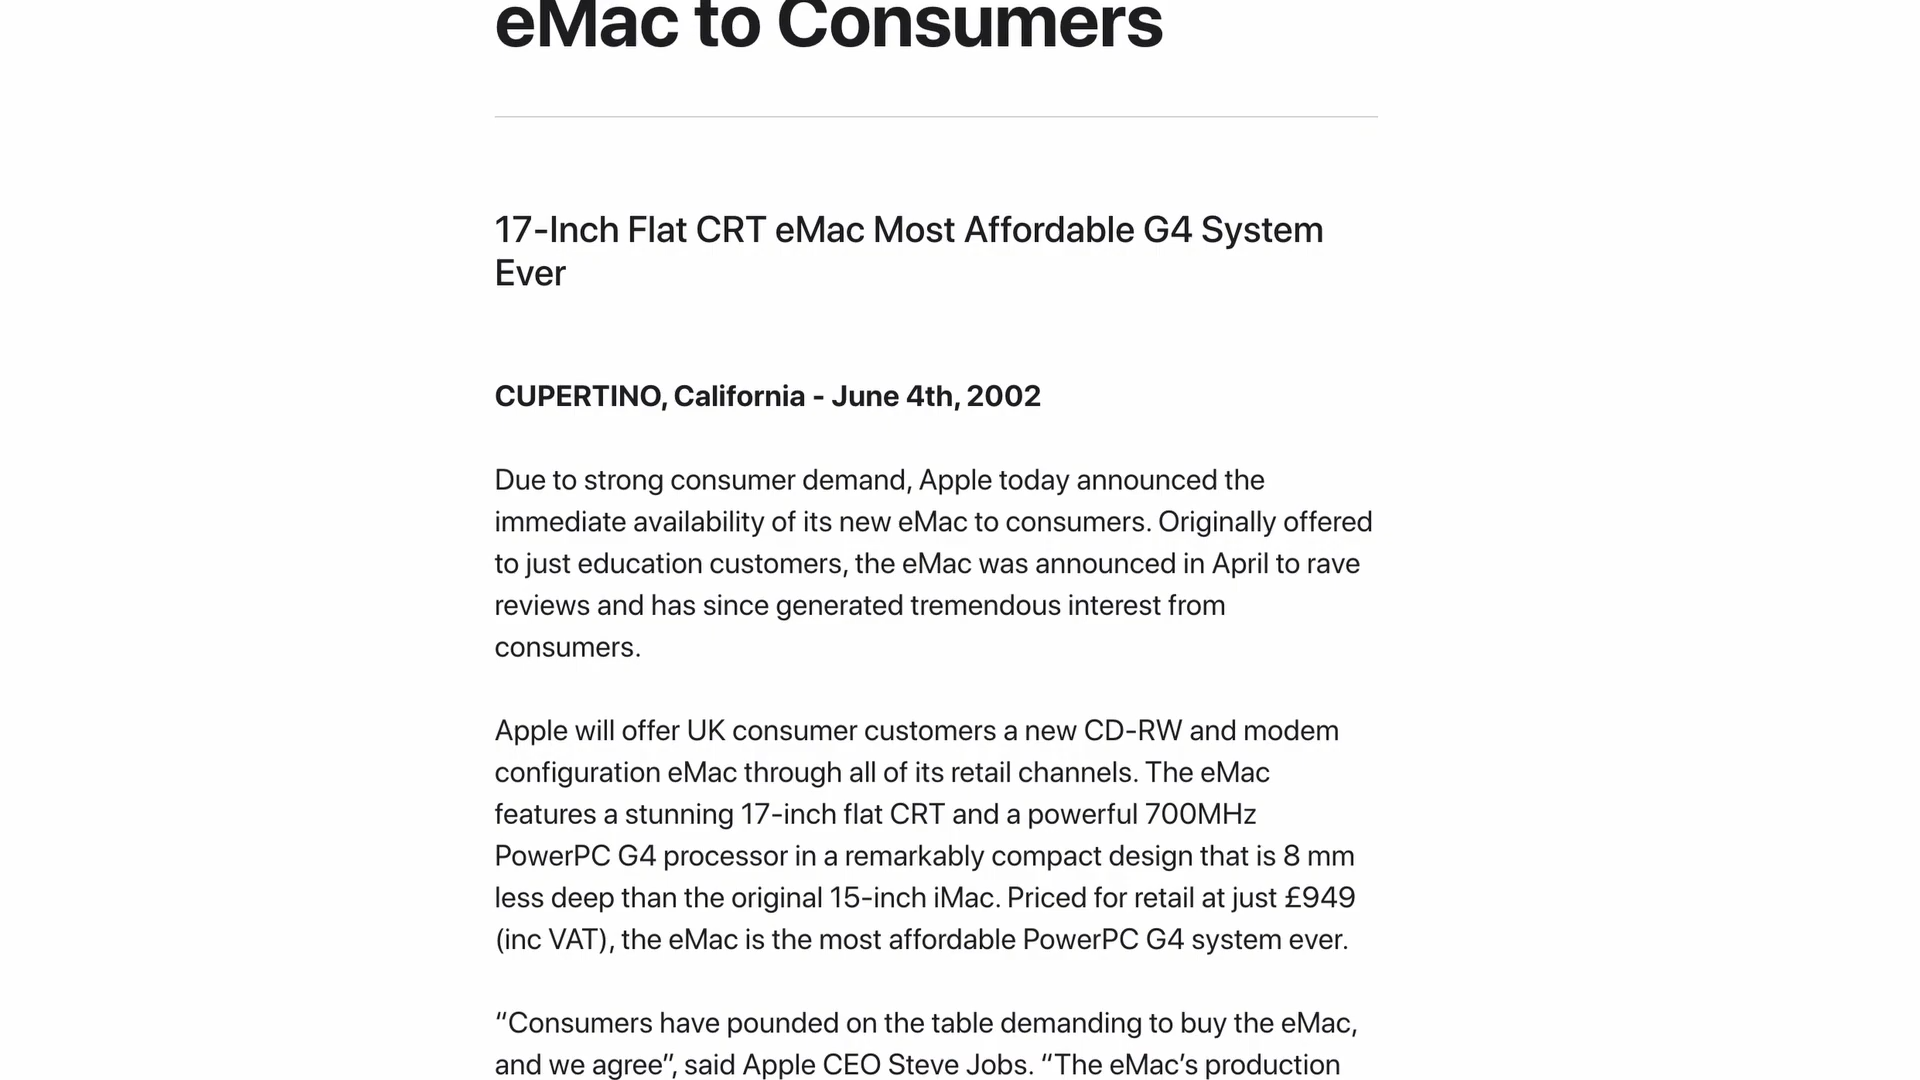 eMac to Consumers
17-Inch Flat CRT eMac Most Affordable G4 System
Ever
CUPERTINO, California - June 4th, 2002
Due to strong consumer demand, Apple today announced the
immediate availability of its new eMac to consumers. Originally offered
to just education customers, the eMac was announced in April to rave
reviews and has since generated tremendous interest from
consumers.
Apple will offer UK consumer customers a new CD-RW and modem
configuration eMac through all of its retail channels. The eMac
features a stunning 17-inch flat CRT and a powerful 700MHz
PowerPC G4 processor in a remarkably compact design that is 8 mm
less deep than the original 15-inch iMac. Priced for retail at just £949
(inc VAT), the eMac is the most affordable PowerPC G4 system ever.
“Consumers have pounded on the table demanding to buy the eMac,
and we agree”, said Apple CEO Steve Jobs. “The eMac’s production